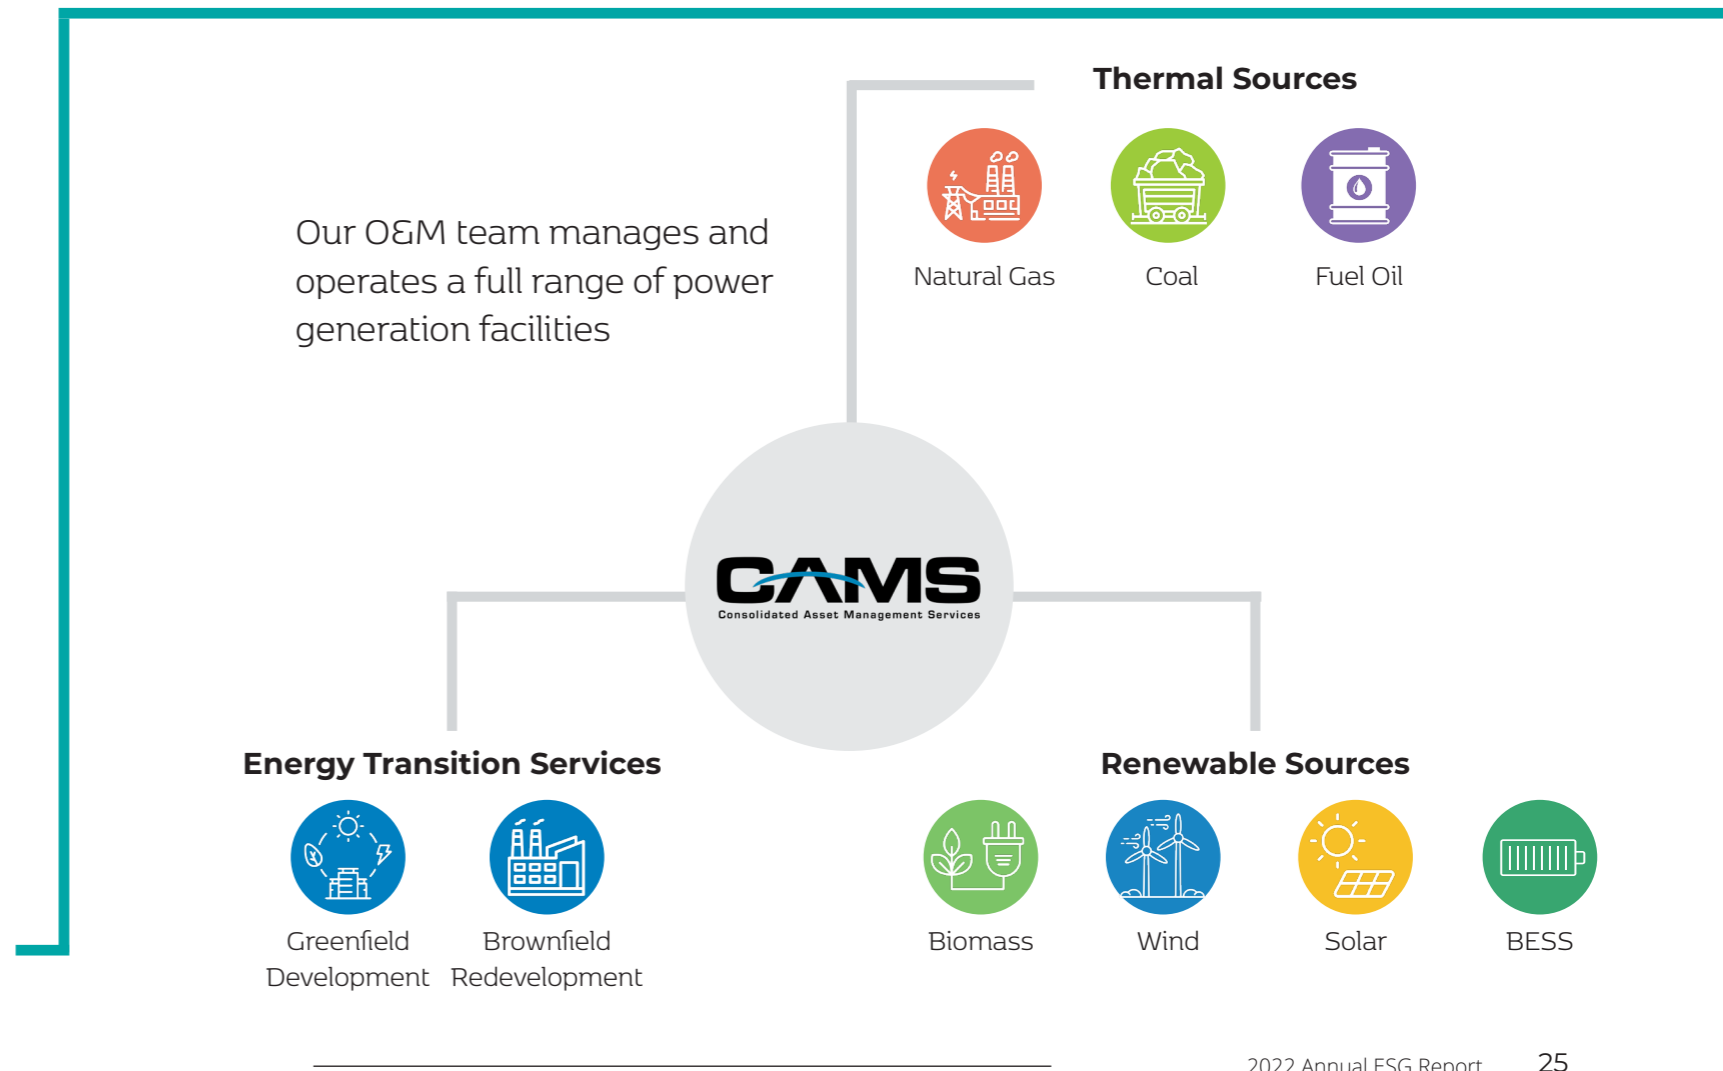 Thermal Sources
Natural Gas
Coal
Fuel Oil
Our O&M team manages and
operates a full range of power
generation facilities
CAMS
Consolidated Asset Management Services
Energy Transition Services
Greenfield
Development
Brownfield
Redevelopment
Renewable Sources
Biomass
Wind
Solar
BESS
2022 Annual ESG Report 25